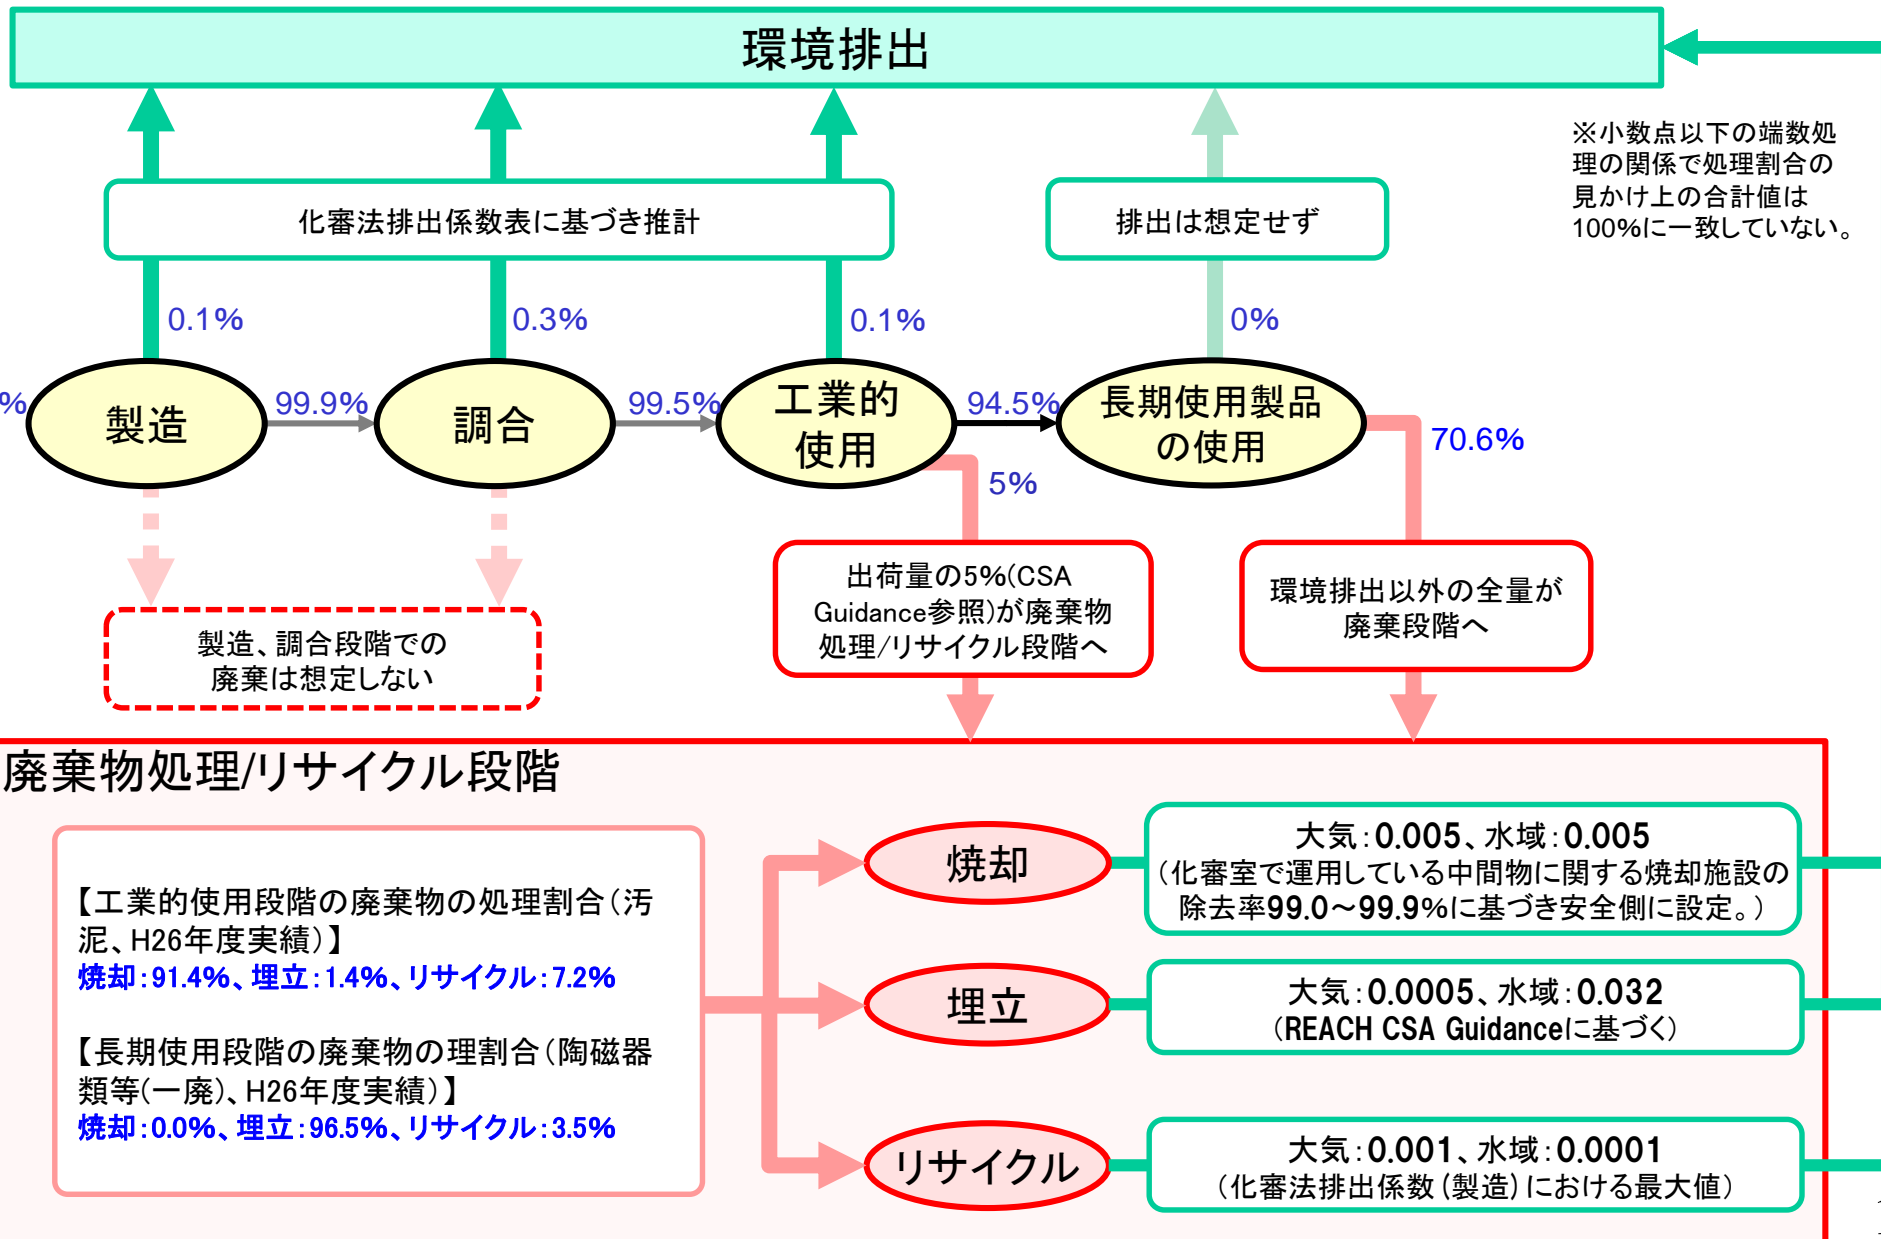 環境排出
※小数点以下の端数処
理の関係で処理割合の
見かけ上の合計値は
100%に一致していない。
化審法排出係数表に基づき推計
排出は想定せず
0.1%
0.3%
0.1%
0%
%
製造
99.9%
調合
99.5%
工業的
使用
94.5%
長期使用製品
の使用
70.6%
5%
製造、調合段階での
廃棄は想定しない
出荷量の5%(CSA
Guidance参照)が廃棄物
処理/リサイクル段階へ
環境排出以外の全量が
廃棄段階へ
廃棄物処理/リサイクル段階
【工業的使用段階の廃棄物の処理割合（汚
泥、H26年度実績）】
焼却：91.4%、埋立：1.4%、リサイクル：7.2%
【長期使用段階の廃棄物の理割合（陶磁器
類等(一廃)、H26年度実績）】
焼却：0.0%、埋立：96.5%、リサイクル：3.5%
焼却
大気：0.005、水域：0.005
（化審室で運用している中間物に関する焼却施設の
除去率99.0～99.9%に基づき安全側に設定。）
埋立
大気：0.0005、水域：0.032
（REACH CSA Guidanceに基づく）
リサイクル
大気：0.001、水域：0.0001
（化審法排出係数（製造）における最大値）